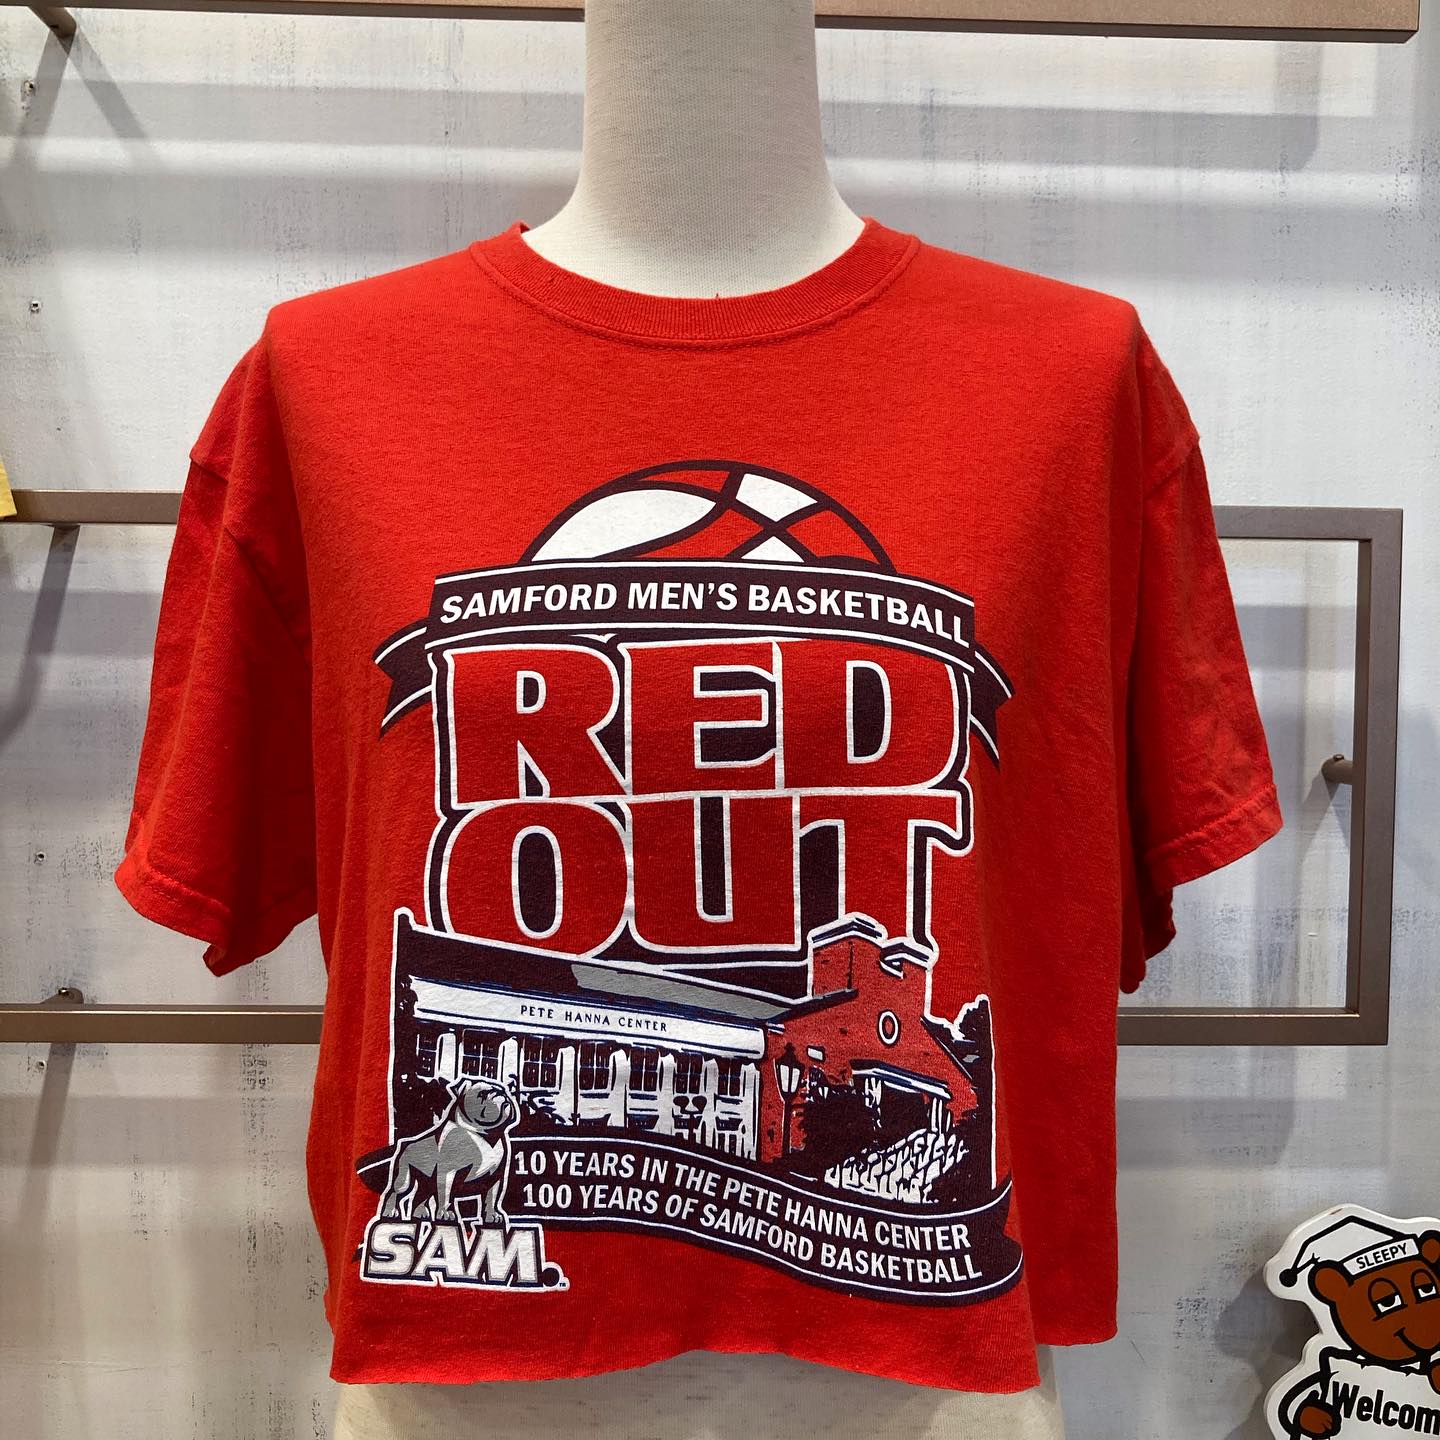 SAMFORD MEN'S BASKETBALL
RED
OUT
PETE HANNA CENTER
10 YEARS IN THE PETE HANNA CENTER
100 YEARS OF SAMFORD BASKETBALL
SAM.
TM
SLEEPY
Welcom